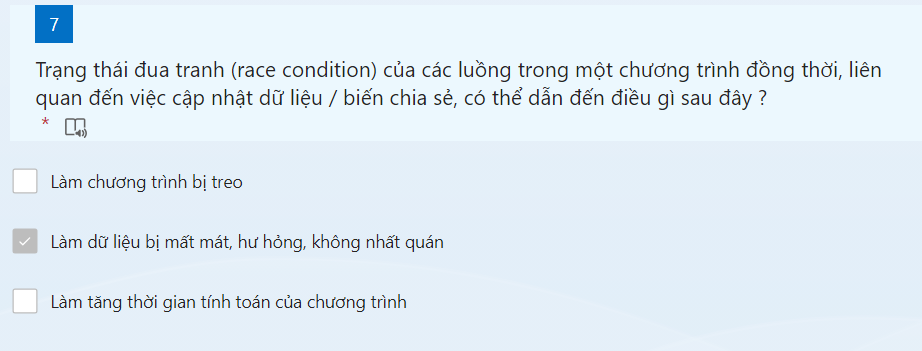 7
Trạng thái đua tranh (race condition) của các luồng trong một chương trình đồng thời, liên
quan đến việc cập nhật dữ liệu / biến chia sẻ, có thể dẫn đến điều gì sau đây ?
*
Làm chương trình bị treo
Làm dữ liệu bị mất mát, hư hỏng, không nhất quán
Làm tăng thời gian tính toán của chương trình